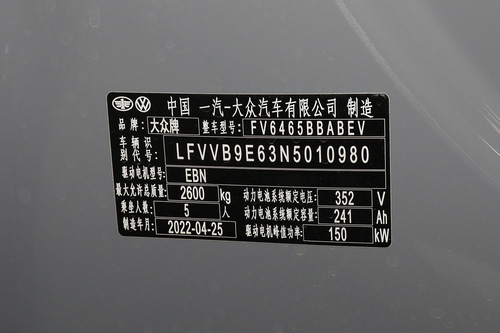 中国 一汽-大众汽车有限公司 制造
品牌: 大众牌 整车型号: FV6465BBABEV
车辆识别代号: LFVVB9E63N5010980
驱动电机型号: EBN
最大允许总质量: 2600 kg 动力电池系统额定电压: 352 V
乘坐人数: 5 人 动力电池系统额定容量: 241 Ah
制造年月: 2022-04-25 驱动电机峰值功率: 150 kW